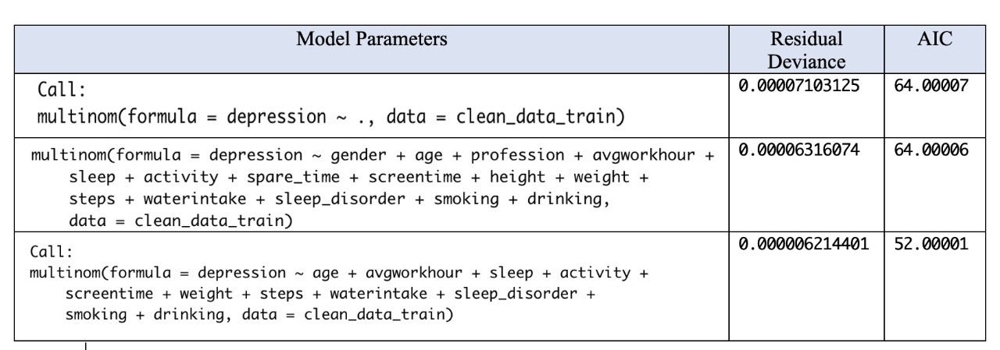 Model Parameters
Residual
Deviance
AIC
Call:
multinom(formula = depression ~ ., data = clean_data_train)
0.00007103125
64.00007
multinom(formula = depression ~ gender + age + profession + avgworkhour +
sleep + activity + spare_time + screentime + height + weight +
steps + waterintake + sleep_disorder + smoking + drinking,
data = clean_data_train)
0.00006316074
64.00006
Call:
multinom(formula = depression ~ age + avgworkhour + sleep + activity +
screentime + weight + steps + waterintake + sleep_disorder +
smoking + drinking, data = clean_data_train)
0.000006214401
52.00001